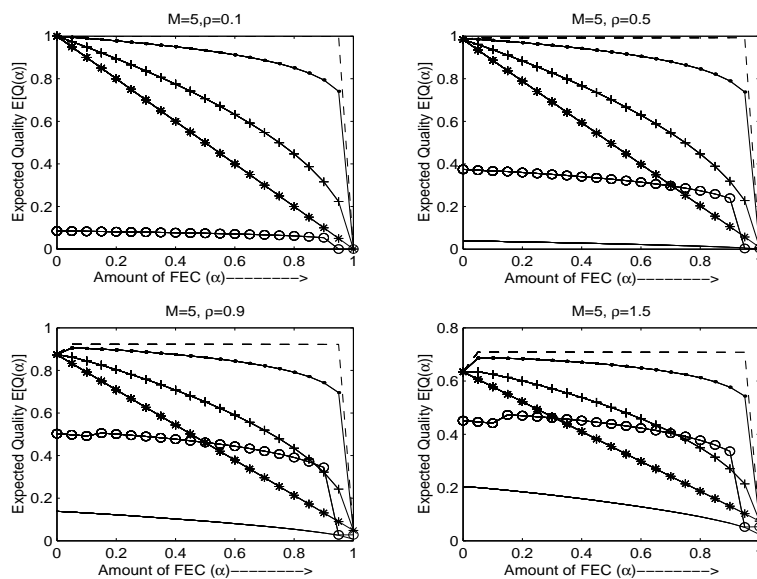 M=5,ρ=0.1
1
0.8
0.6
0.4
0.2
0
Expected Quality E[Q(α)]
0.2 0.4 0.6 0.8 1
Amount of FEC (α)-------->
M=5, ρ=0.5
1
0.8
0.6
0.4
0.2
0
Expected Quality E[Q(α)]
0 0.2 0.4 0.6 0.8 1
Amount of FEC (α)-------->
M=5, ρ=0.9
1
0.8
0.6
0.4
0.2
0
Expected Quality E[Q(α)]
0 0.2 0.4 0.6 0.8 1
Amount of FEC (α)-------->
M=5, ρ=1.5
0.8
0.6
0.4
0.2
0
Expected Quality E[Q(α)]
0 0.2 0.4 0.6 0.8 1
Amount of FEC (α)-------->